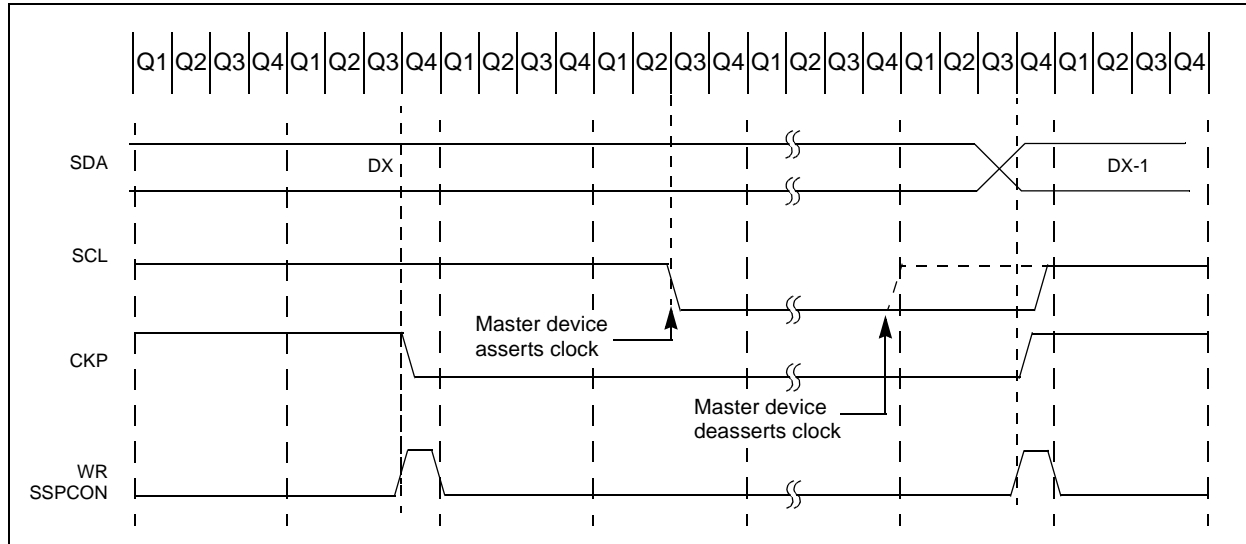 Q1 Q2 Q3 Q4 Q1 Q2 Q3 Q4 Q1 Q2 Q3 Q4 Q1 Q2 Q3 Q4 Q1 Q2 Q3 Q4 Q1 Q2 Q3 Q4 Q1 Q2 Q3 Q4
SDA
DX
DX-1
SCL
Master device
asserts clock
CKP
Master device
deasserts clock
WR
SSPCON